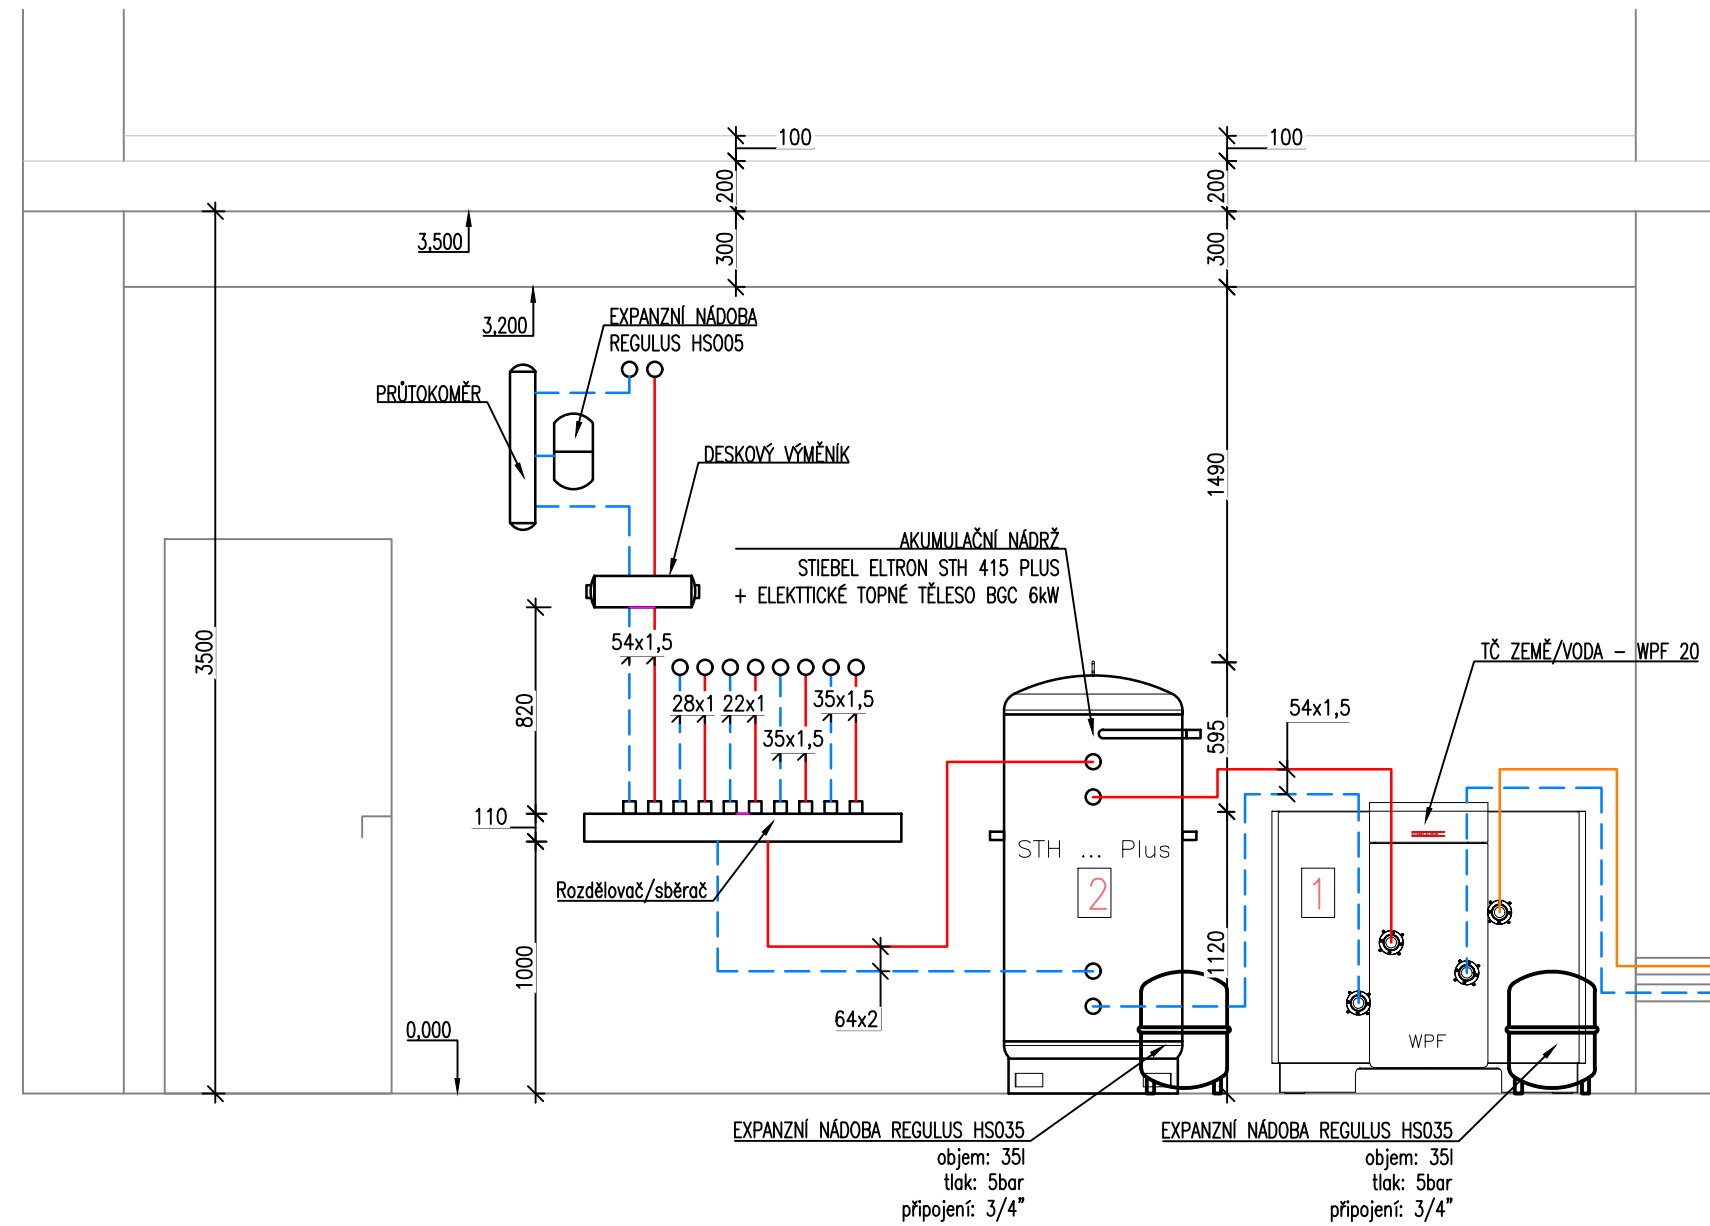 100
100
200
200
3,500
300
300
3,200
EXPANZNÍ NÁDOBA
REGULUS HS005
PRŮTOKOMĚR
DESKOVÝ VÝMĚNÍK
1490
AKUMULAČNÍ NÁDRŽ
STIEBEL ELTRON STH 415 PLUS
+ ELEKTTICKÉ TOPNÉ TĚLESO BGC 6kW
3500
54x1,5
TČ ZEMĚ/VODA – WPF 20
820
28x1
22x1
35x1,5
35x1,5
595
54x1,5
110
STH ... Plus
Rozdělovač/sběrač
2
1
1000
1120
64x2
0,000
WPF
EXPANZNÍ NÁDOBA REGULUS HS035
objem: 35l
tlak: 5bar
připojení: 3/4”
EXPANZNÍ NÁDOBA REGULUS HS035
objem: 35l
tlak: 5bar
připojení: 3/4”